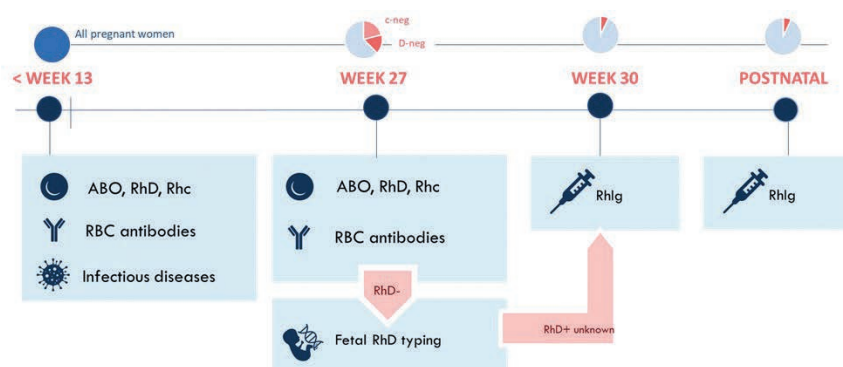 All pregnant women
c-neg
D-neg
< WEEK 13
WEEK 27
WEEK 30
POSTNATAL
ABO, RhD, Rhc
RBC antibodies
Infectious diseases
ABO, RhD, Rhc
RBC antibodies
RhD-
Fetal RhD typing
RhD+ unknown
RhIg
RhIg